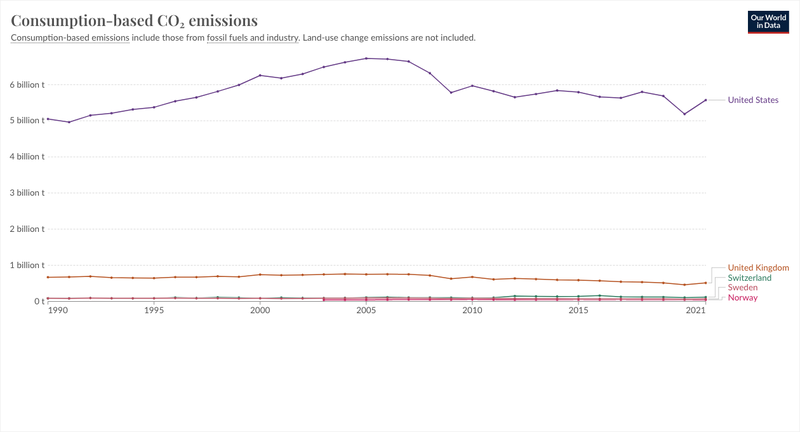 Consumption-based CO₂ emissions
Our World
in Data
Consumption-based emissions include those from fossil fuels and industry. Land-use change emissions are not included.
6 billion t
5 billion t
4 billion t
3 billion t
2 billion t
1 billion t
0 t
United States
United Kingdom
Switzerland
Sweden
Norway
1990 1995 2000 2005 2010 2015 2021